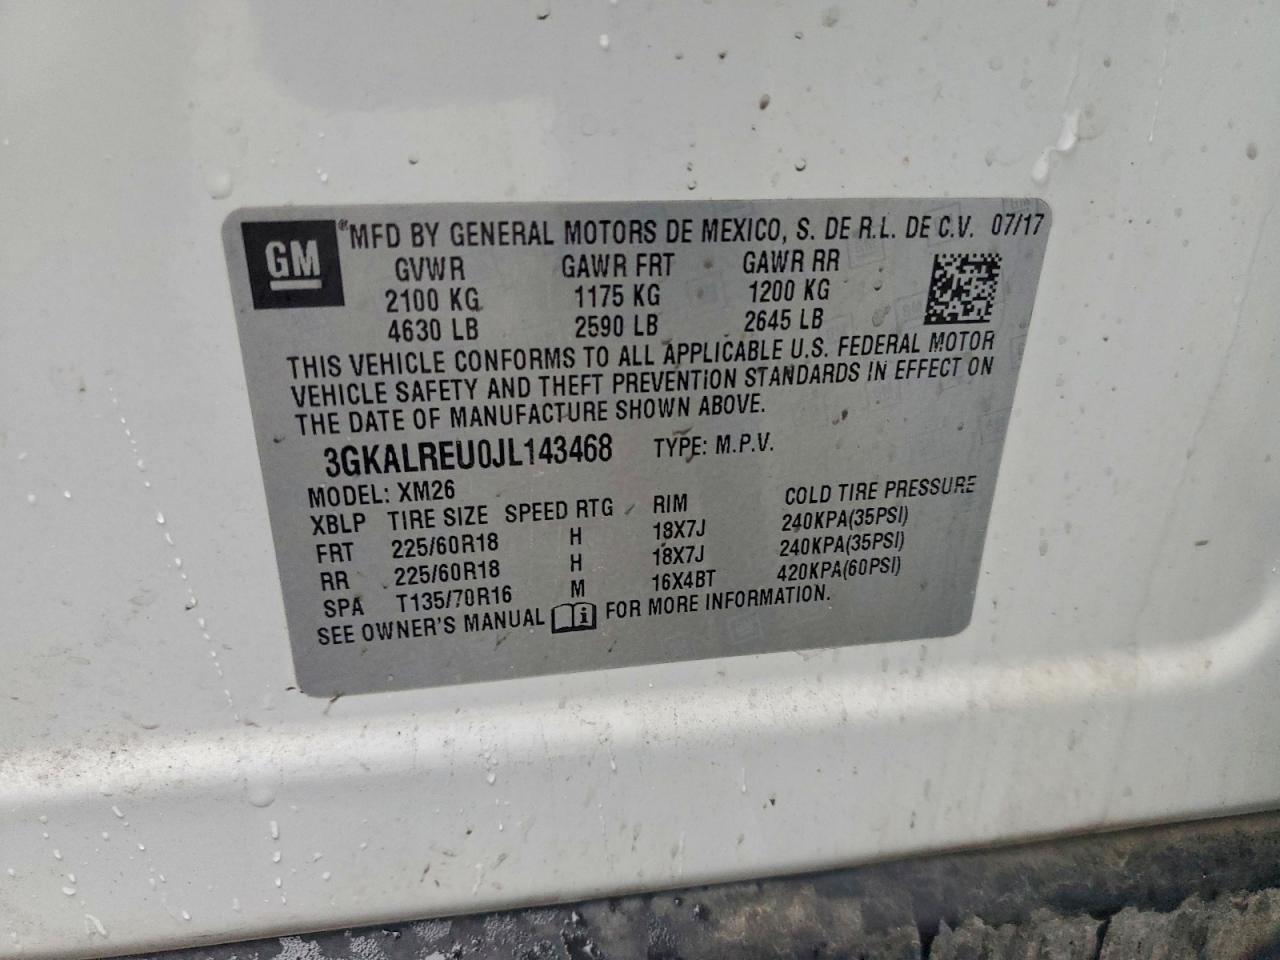 GM
®MFD BY GENERAL MOTORS DE MEXICO, S. DE R.L. DE C.V. 07/17
GVWR GAWR FRT GAWR RR
2100 KG 1175 KG 1200 KG
4630 LB 2590 LB 2645 LB
THIS VEHICLE CONFORMS TO ALL APPLICABLE U.S. FEDERAL MOTOR
VEHICLE SAFETY AND THEFT PREVENTION STANDARDS IN EFFECT ON
THE DATE OF MANUFACTURE SHOWN ABOVE.
3GKALREU0JL143468 TYPE: M.P.V.
MODEL: XM26
XBLP TIRE SIZE SPEED RTG RIM COLD TIRE PRESSURE
FRT 225/60R18 H 18X7J 240KPA(35PSI)
RR 225/60R18 H 18X7J 240KPA(35PSI)
SPA T135/70R16 M 16X4BT 420KPA(60PSI)
SEE OWNER'S MANUAL i FOR MORE INFORMATION.